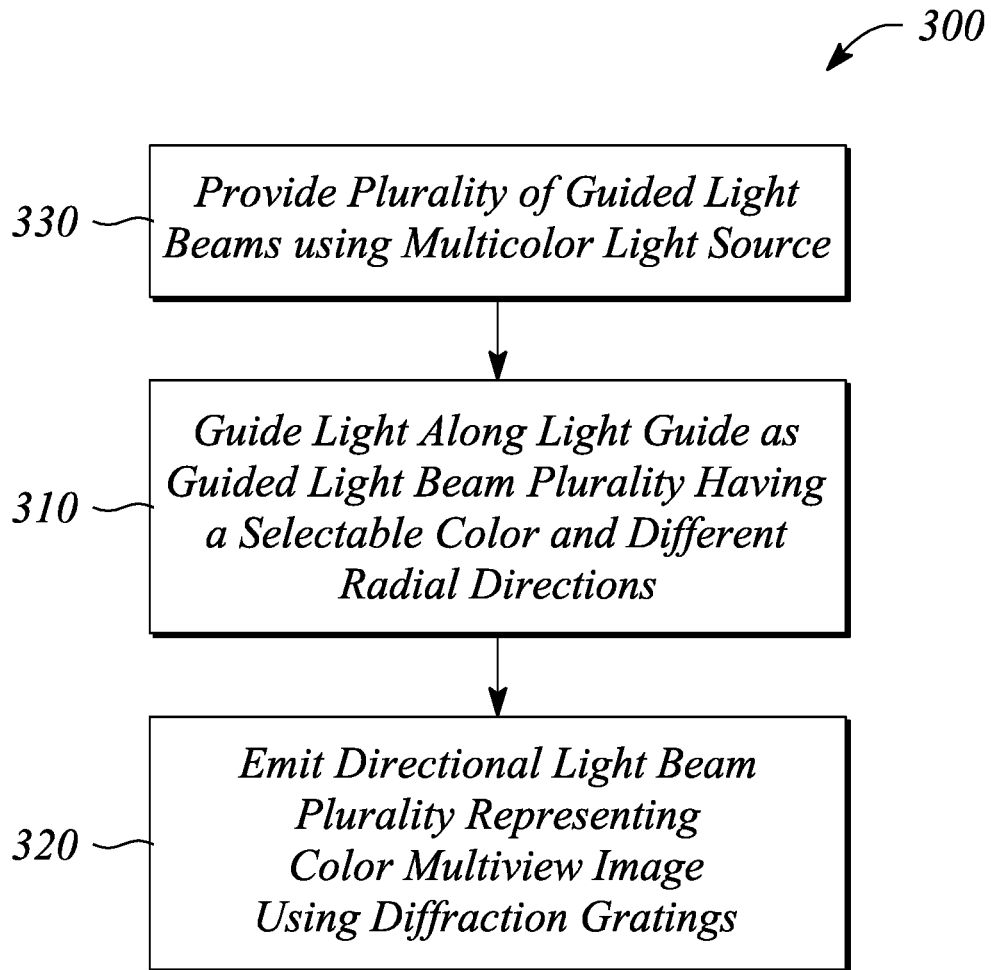 300
330
Provide Plurality of Guided Light
Beams using Multicolor Light Source
310
Guide Light Along Light Guide as
Guided Light Beam Plurality Having
a Selectable Color and Different
Radial Directions
320
Emit Directional Light Beam
Plurality Representing
Color Multiview Image
Using Diffraction Gratings